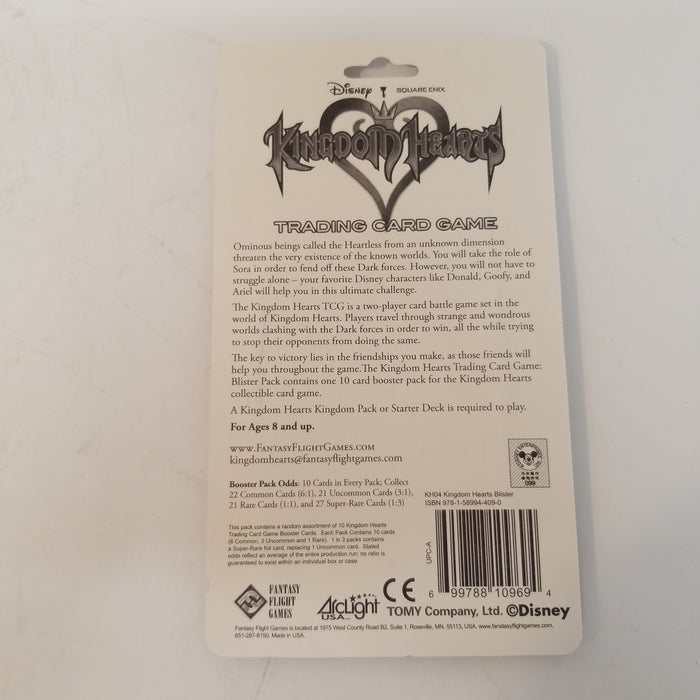 Disney SQUARE ENIX
KINGDOM HEARTS
TRADING CARD GAME
Ominous beings called the Heartless from an unknown dimension
threaten the very existence of the known worlds. You will take the role of
Sora in order to fend off these Dark forces. However, you will not have to
struggle alone – your favorite Disney characters like Donald, Goofy, and
Ariel will help you in this ultimate challenge.
The Kingdom Hearts TCG is a two-player card battle game set in the
world of Kingdom Hearts. Players travel through strange and wondrous
worlds clashing with the Dark forces in order to win, all the while trying
to stop their opponents from doing the same.
The key to victory lies in the friendships you make, as those friends will
help you throughout the game.The Kingdom Hearts Trading Card Game:
Blister Pack contains one 10 card booster pack for the Kingdom Hearts
collectible card game.
A Kingdom Hearts Kingdom Pack or Starter Deck is required to play.
For Ages 8 and up.
www.FantasyFlightGames.com
kingdomhearts@fantasyflightgames.com
Booster Pack Odds: 10 Cards in Every Pack; Collect
22 Common Cards (6:1), 21 Uncommon Cards (3:1),
21 Rare Cards (1:1), and 27 Super-Rare Cards (1:3)
KH04 Kingdom Hearts Blister
ISBN 978-1-58994-409-0
This pack contains a random assortment of 10 Kingdom Hearts
Trading Card Game Booster Cards. Each Pack Contains 10 cards
(6 Common, 3 Uncommon and 1 Rare). 1 in 3 packs contains
a Super-Rare foil card, replacing 1 Uncommon card. Stated
odds reflect an average of the entire production run; no ratio is
guaranteed to exist within an individual box or case.
UPC-A
6 99788 10969 4
FANTASY
FLIGHT
GAMES
ArcLight
USA
CE
TOMY Company, Ltd. ©Disney
Fantasy Flight Games is located at 1975 West County Road B2, Suite 1, Roseville, MN, 55113, USA. www.fanstasyflightgames.com,
651-287-8150. Made in USA.